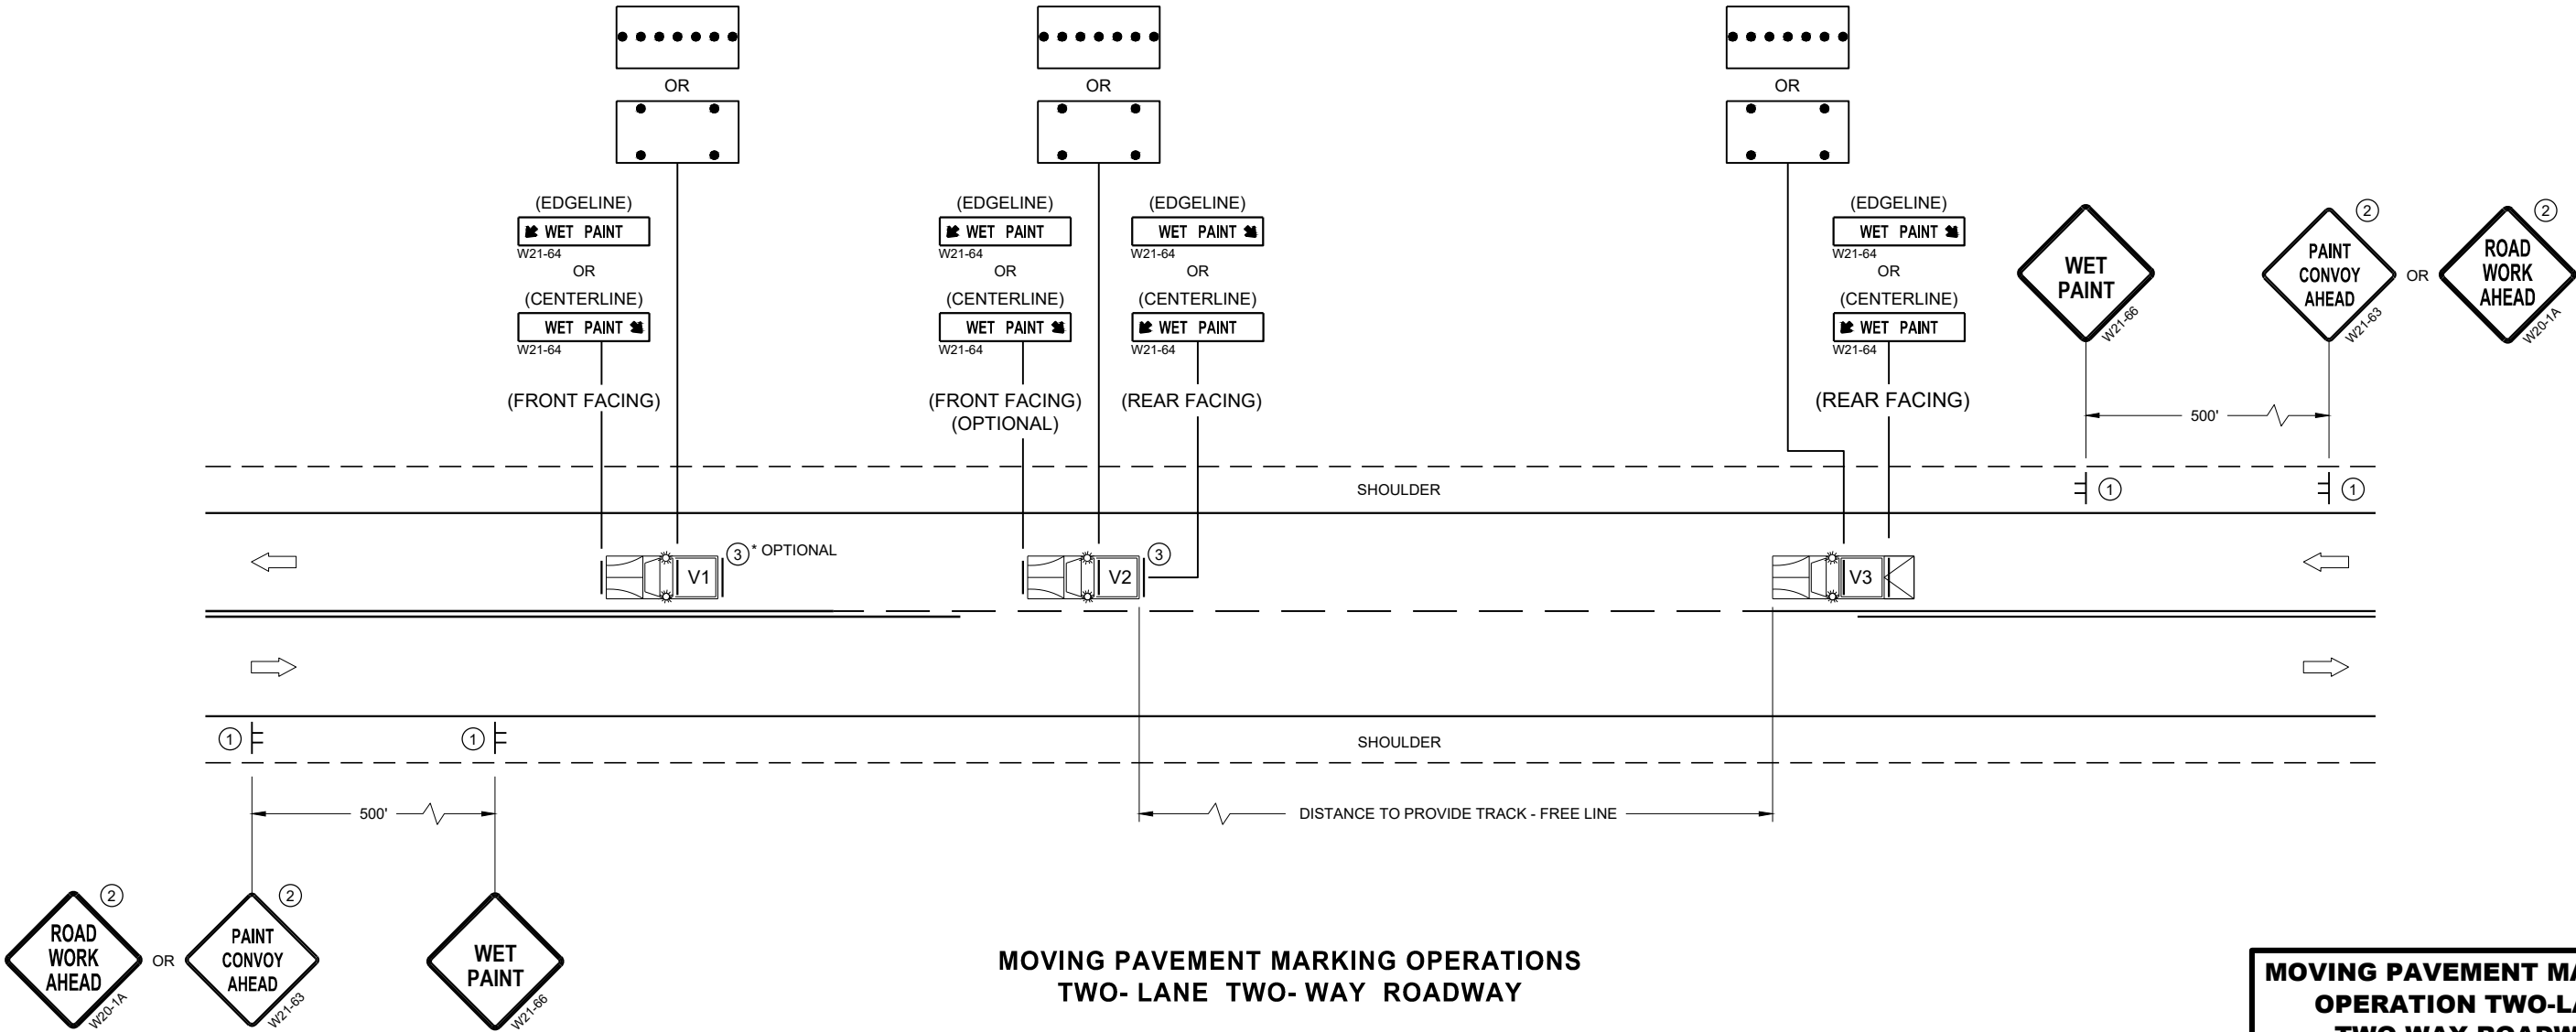 OR
OR
OR
(EDGELINE)
WET PAINT
W21-64
OR
(CENTERLINE)
WET PAINT
W21-64
(FRONT FACING)
(EDGELINE)
WET PAINT
W21-64
OR
(CENTERLINE)
WET PAINT
W21-64
(FRONT FACING)
(OPTIONAL)
(EDGELINE)
WET PAINT
W21-64
OR
(CENTERLINE)
WET PAINT
W21-64
(REAR FACING)
(EDGELINE)
WET PAINT
W21-64
OR
(CENTERLINE)
WET PAINT
W21-64
(REAR FACING)
WET
PAINT
W21-66
2
PAINT
CONVOY
AHEAD
W21-63
OR
2
ROAD
WORK
AHEAD
W20-1A
500'
SHOULDER
1
1
V1
3 * OPTIONAL
V2
3
V3
1
1
SHOULDER
500'
DISTANCE TO PROVIDE TRACK - FREE LINE
2
ROAD
WORK
AHEAD
W20-1A
OR
2
PAINT
CONVOY
AHEAD
W21-63
WET
PAINT
W21-66
MOVING PAVEMENT MARKING OPERATIONS
TWO- LANE TWO- WAY ROADWAY
MOVING PAVEMENT
OPERATION